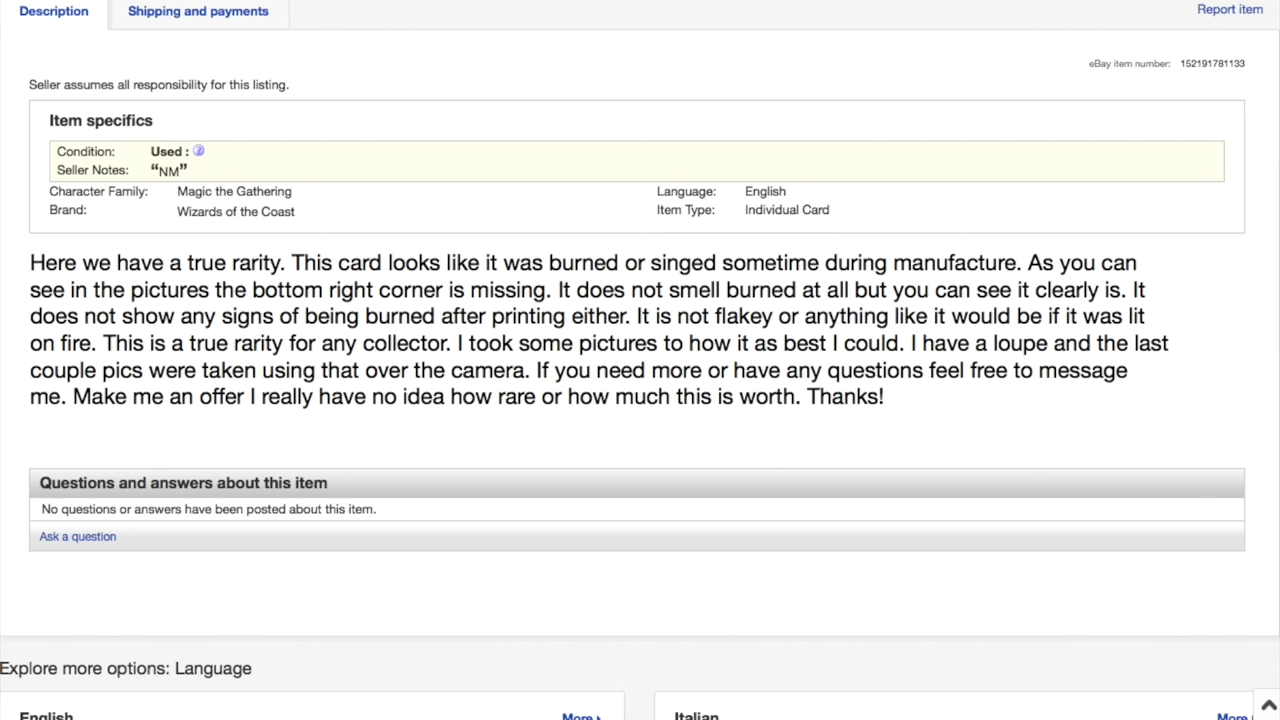 Description
Shipping and payments
Report item
eBay item number: 152191781133
Seller assumes all responsibility for this listing.
Item specifics
Condition: Used :
Seller Notes: “NM”
Character Family: Magic the Gathering
Language: English
Brand: Wizards of the Coast
Item Type: Individual Card
Here we have a true rarity. This card looks like it was burned or singed sometime during manufacture. As you can
see in the pictures the bottom right corner is missing. It does not smell burned at all but you can see it clearly is. It
does not show any signs of being burned after printing either. It is not flakey or anything like it would be if it was lit
on fire. This is a true rarity for any collector. I took some pictures to how it as best I could. I have a loupe and the last
couple pics were taken using that over the camera. If you need more or have any questions feel free to message
me. Make me an offer I really have no idea how rare or how much this is worth. Thanks!
Questions and answers about this item
No questions or answers have been posted about this item.
Ask a question
Explore more options: Language
English
More
Italian
More